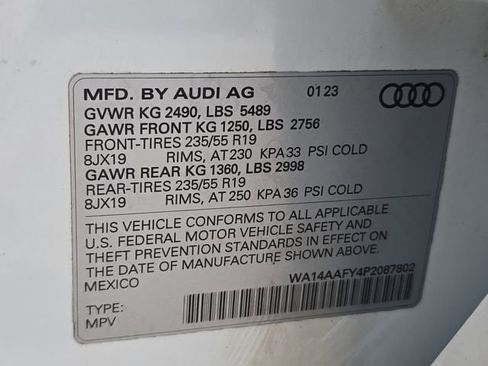 MFD. BY AUDI AG 0123
GVWR KG 2490, LBS 5489
GAWR FRONT KG 1250, LBS 2756
FRONT-TIRES 235/55 R19
8JX19 RIMS, AT 230 KPA 33 PSI COLD
GAWR REAR KG 1360, LBS 2998
REAR-TIRES 235/55 R19
8JX19 RIMS, AT 250 KPA 36 PSI COLD
THIS VEHICLE CONFORMS TO ALL APPLICABLE
U.S. FEDERAL MOTOR VEHICLE SAFETY AND
THEFT PREVENTION STANDARDS IN EFFECT ON
THE DATE OF MANUFACTURE SHOWN ABOVE.
MEXICO WA14AAFY4P2087802
TYPE:
MPV